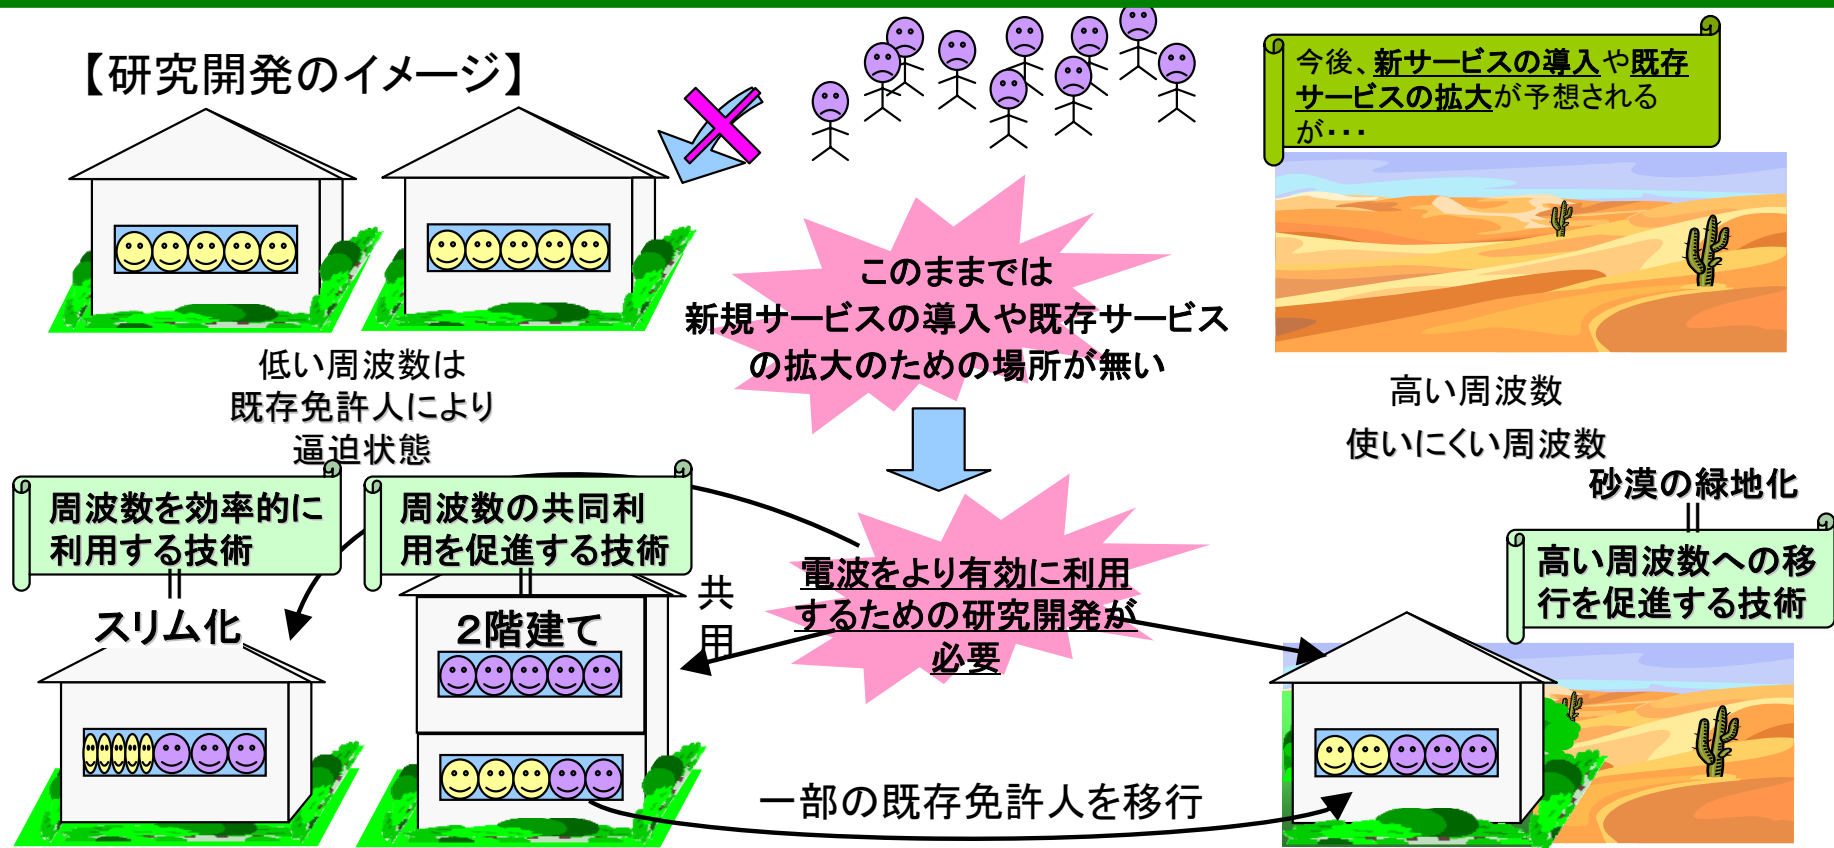 【研究開発のイメージ】
今後、新サービスの導入や既存
サービスの拡大が予想される
が・・・
このままでは
新規サービスの導入や既存サービス
の拡大のための場所が無い
低い周波数は
既存免許人により
逼迫状態
高い周波数
使いにくい周波数
砂漠の緑地化
周波数を効率的に
利用する技術
周波数の共同利
用を促進する技術
高い周波数への移
行を促進する技術
電波をより有効に利用
するための研究開発が
必要
スリム化
2階建て
共
用
一部の既存免許人を移行